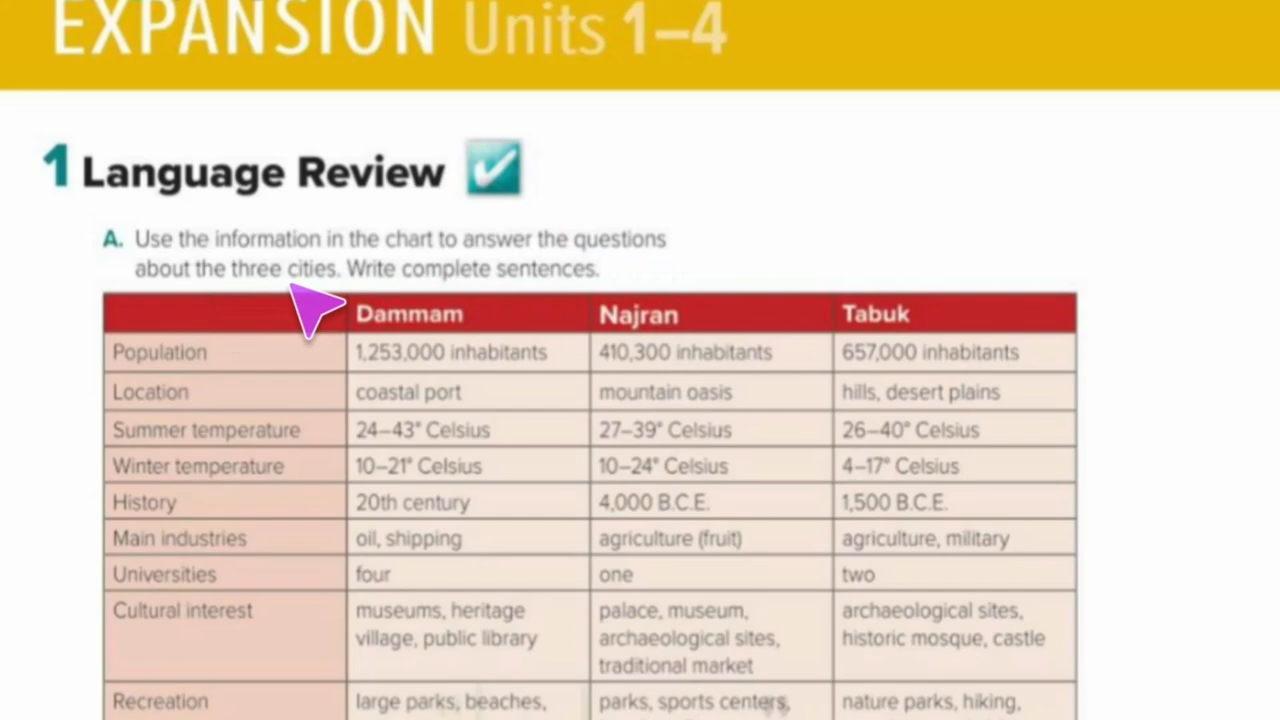 EXPANSION Units 1–4
1 Language Review
A. Use the information in the chart to answer the questions
about the three cities. Write complete sentences.
Dammam Najran Tabuk
Population 1,253,000 inhabitants 410,300 inhabitants 657,000 inhabitants
Location coastal port mountain oasis hills, desert plains
Summer temperature 24–43° Celsius 27–39° Celsius 26–40° Celsius
Winter temperature 10–21° Celsius 10–24° Celsius 4–17° Celsius
History 20th century 4,000 B.C.E. 1,500 B.C.E.
Main industries oil, shipping agriculture (fruit) agriculture, military
Universities four one two
Cultural interest museums, heritage palace, museum, archaeological sites,
village, public library archaeological sites, historic mosque, castle
traditional market
Recreation large parks, beaches, parks, sports centers, nature parks, hiking,